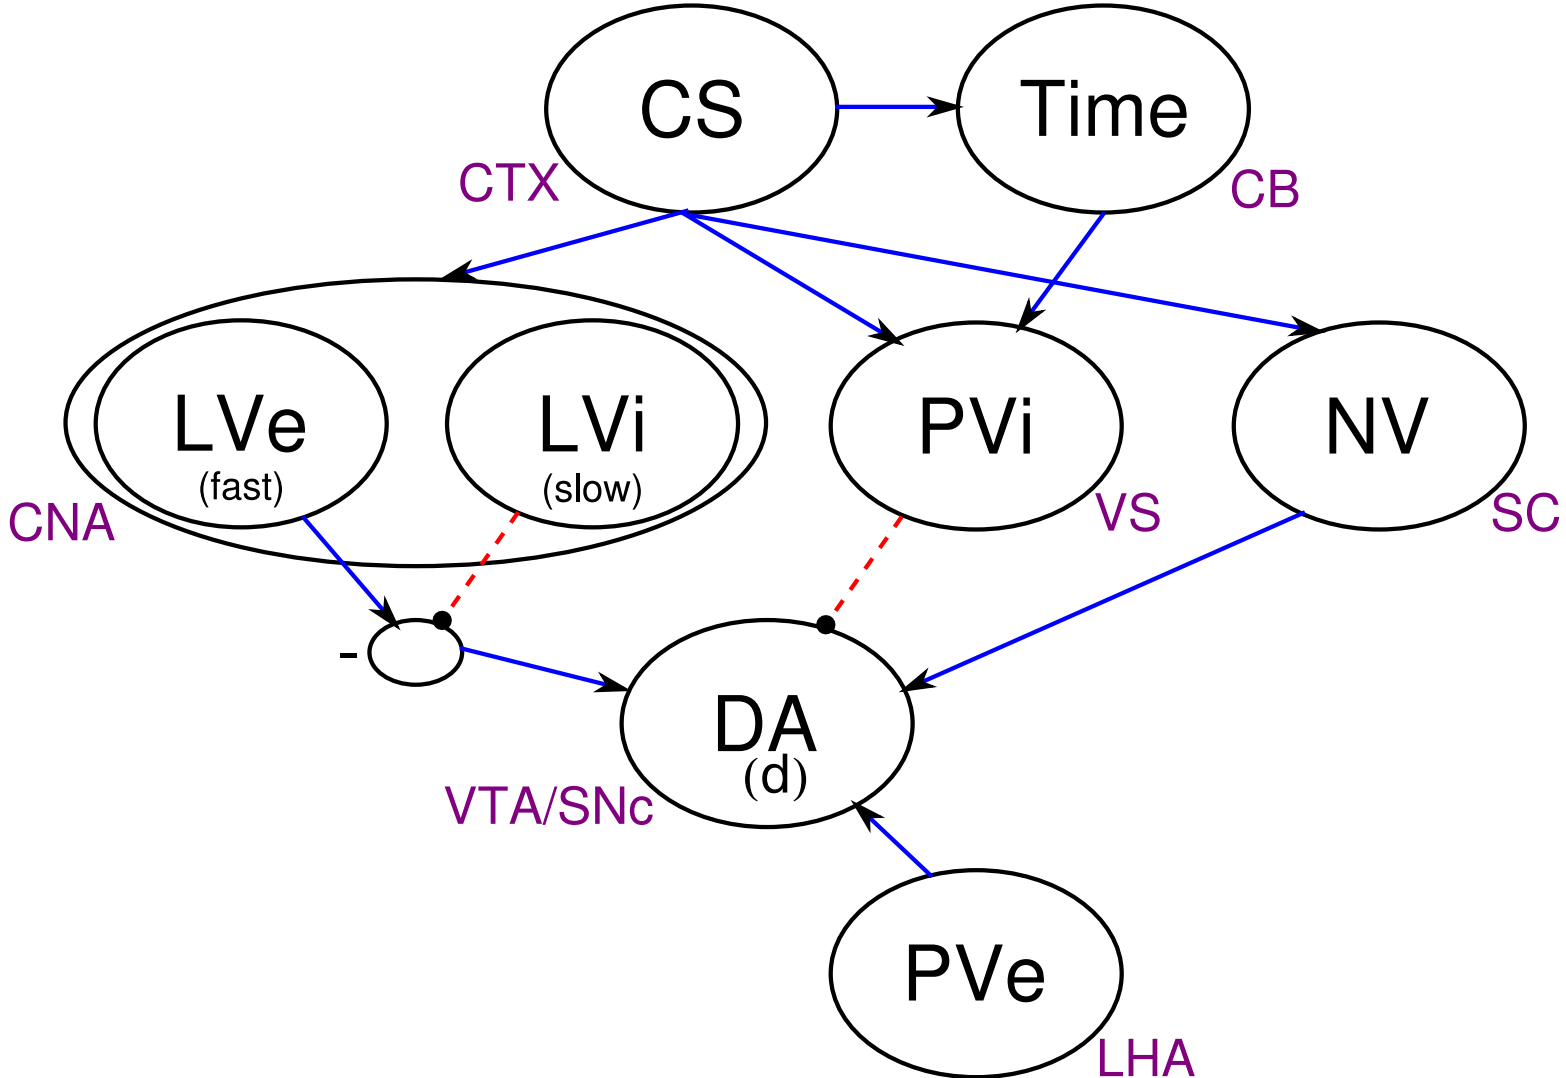 CS
Time
CTX
CB
LVe
(fast)
LVi
(slow)
PVi
NV
CNA
VS
SC
-
DA
(d)
VTA/SNc
PVe
LHA